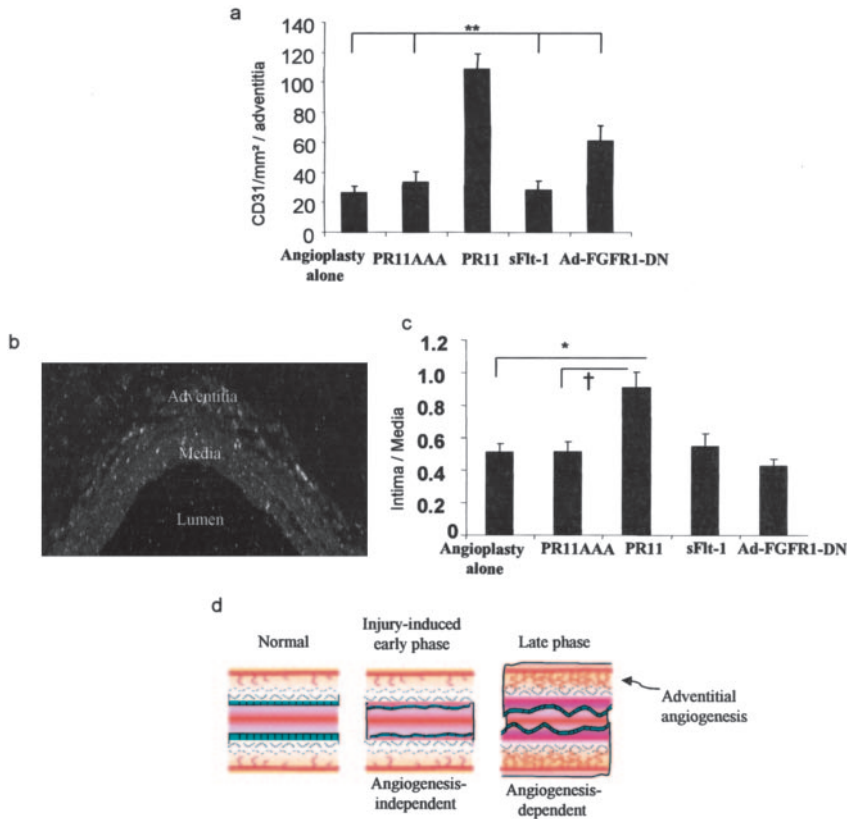 a
**
140
120
100
80
60
40
20
0
CD31/mm² / adventitia
Angioplasty alone
PR11AAA
PR11
sFlt-1
Ad-FGFR1-DN
b
Adventitia
Media
Lumen
c
1.2
1.0
0.8
0.6
0.4
0.2
0
*
†
Intima / Media
Angioplasty alone
PR11AAA
PR11
sFlt-1
Ad-FGFR1-DN
d
Normal
Injury-induced
early phase
Late phase
Adventitial
angiogenesis
Angiogenesis-
independent
Angiogenesis-
dependent